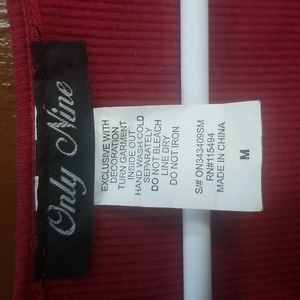 Only Nine
EXCLUSIVE WITH
DECORATION
TURN GARMENT
INSIDE OUT
HAND WASH COLD
SEPARATELY
DO NOT BLEACH
LINE DRY
DO NOT IRON
S/# ON343409SM
RN#115494
MADE IN CHINA
M